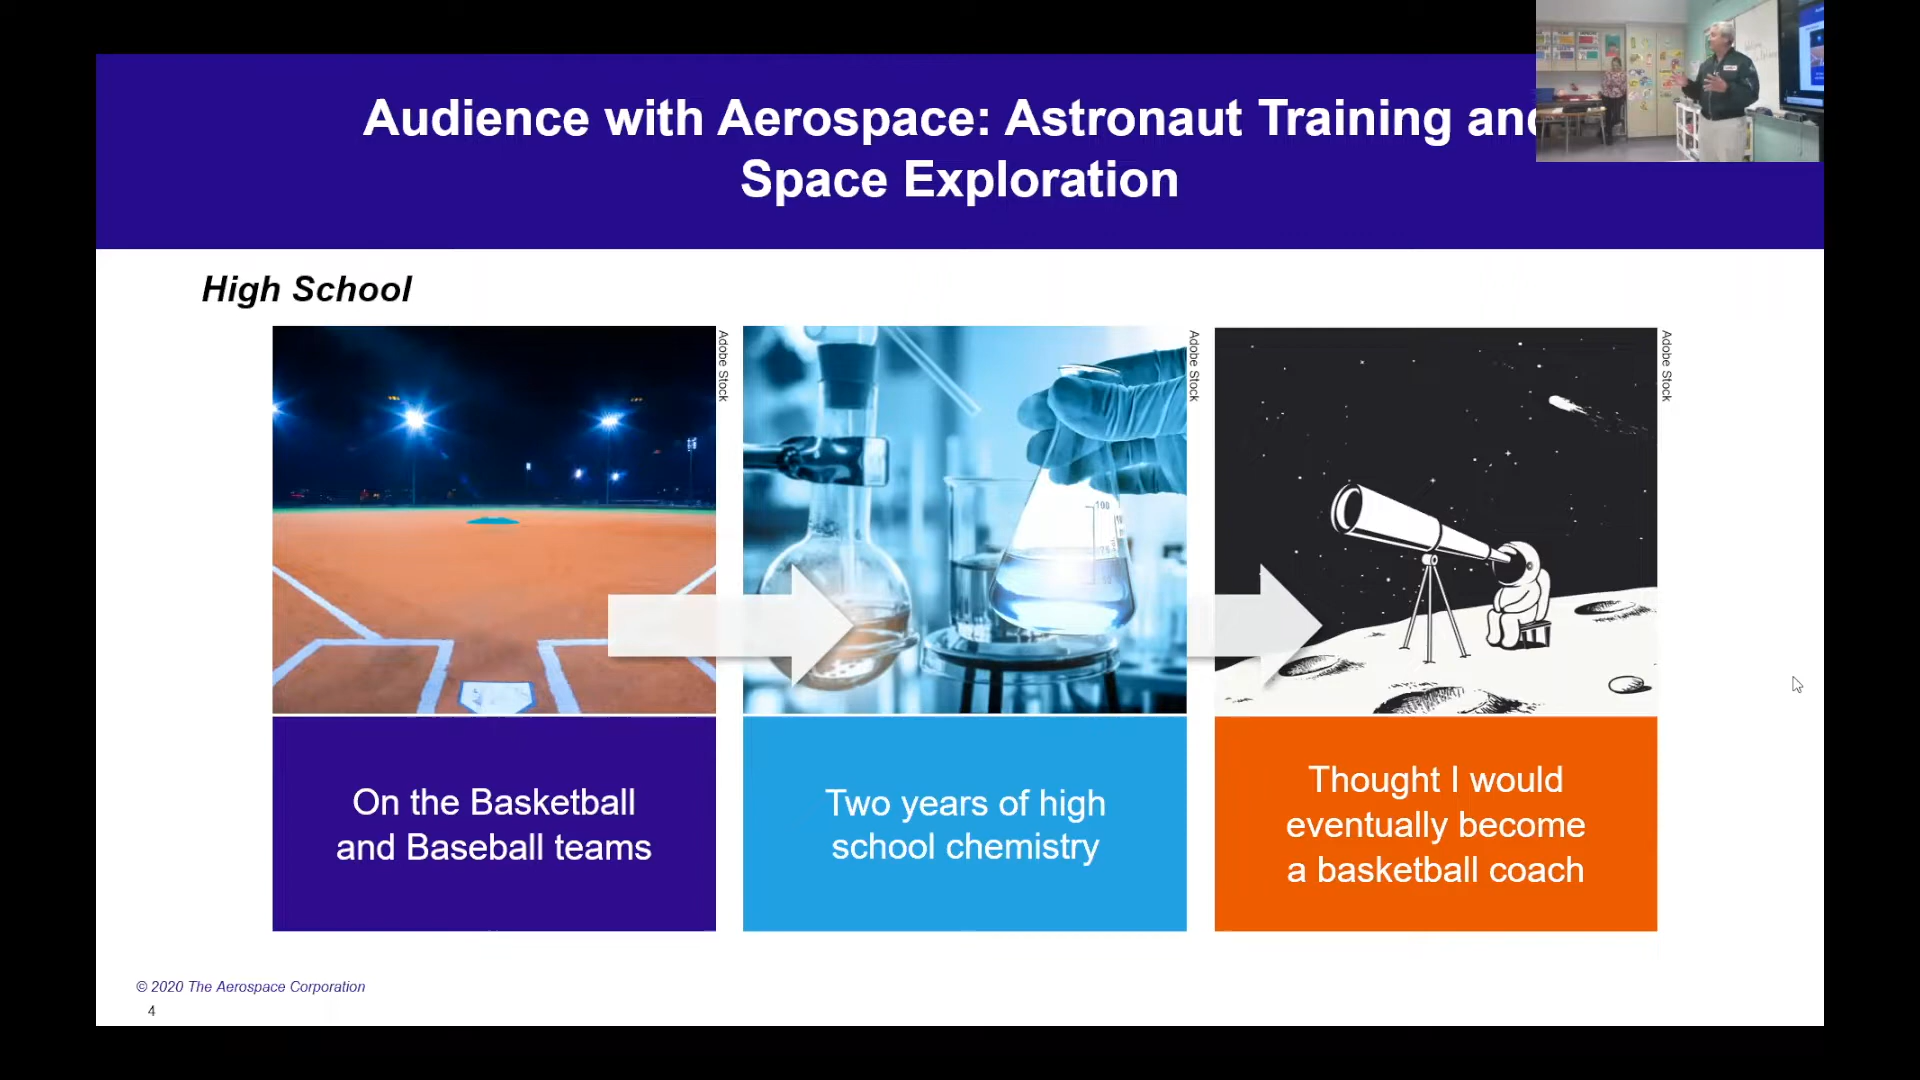 Audience with Aerospace: Astronaut Training and
Space Exploration
High School
Adobe Stock
Adobe Stock
Adobe Stock
100
On the Basketball
and Baseball teams
Two years of high
school chemistry
Thought I would
eventually become
a basketball coach
© 2020 The Aerospace Corporation
4